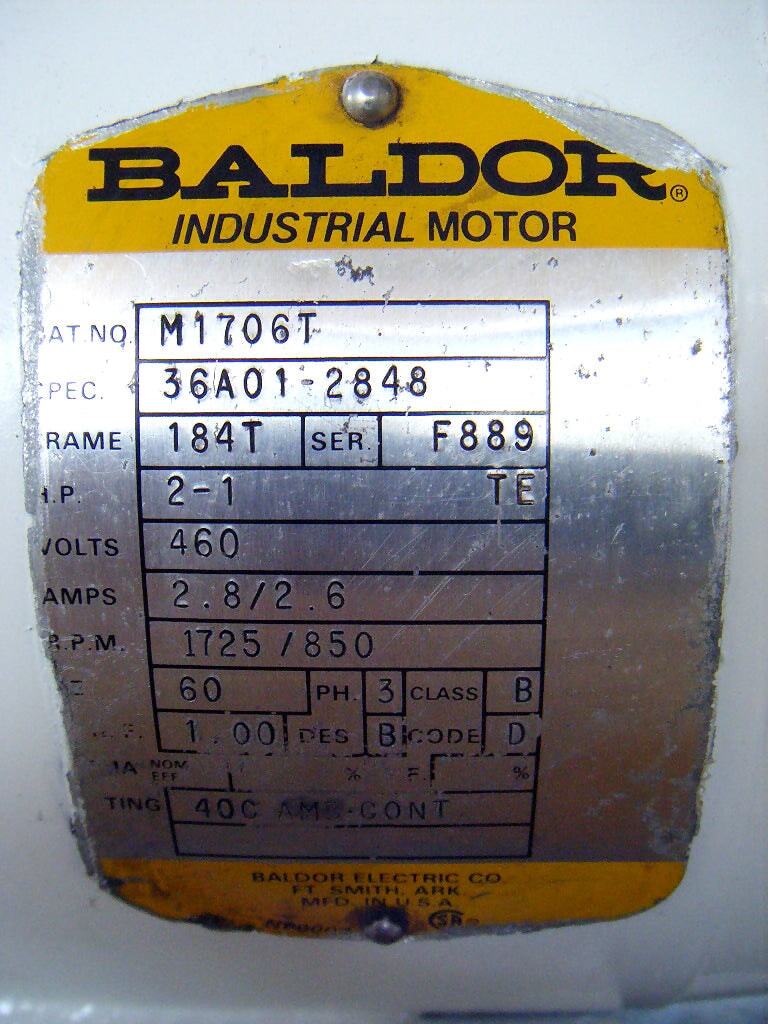 BALDOR®
INDUSTRIAL MOTOR
AT. NO. M1706T
PEC. 36A01-2848
RAME 184T SER. F889
.P. 2-1 TE
VOLTS 460
AMPS 2.8/2.6
R.P.M. 1725/850
60 PH. 3 CLASS B
F. 1.00 DES B CODE D
NOM EFF % F. %
TING 40C AMB-CONT
BALDOR ELECTRIC CO.
FT. SMITH, ARK.
MFD. IN U.S.A.
SA